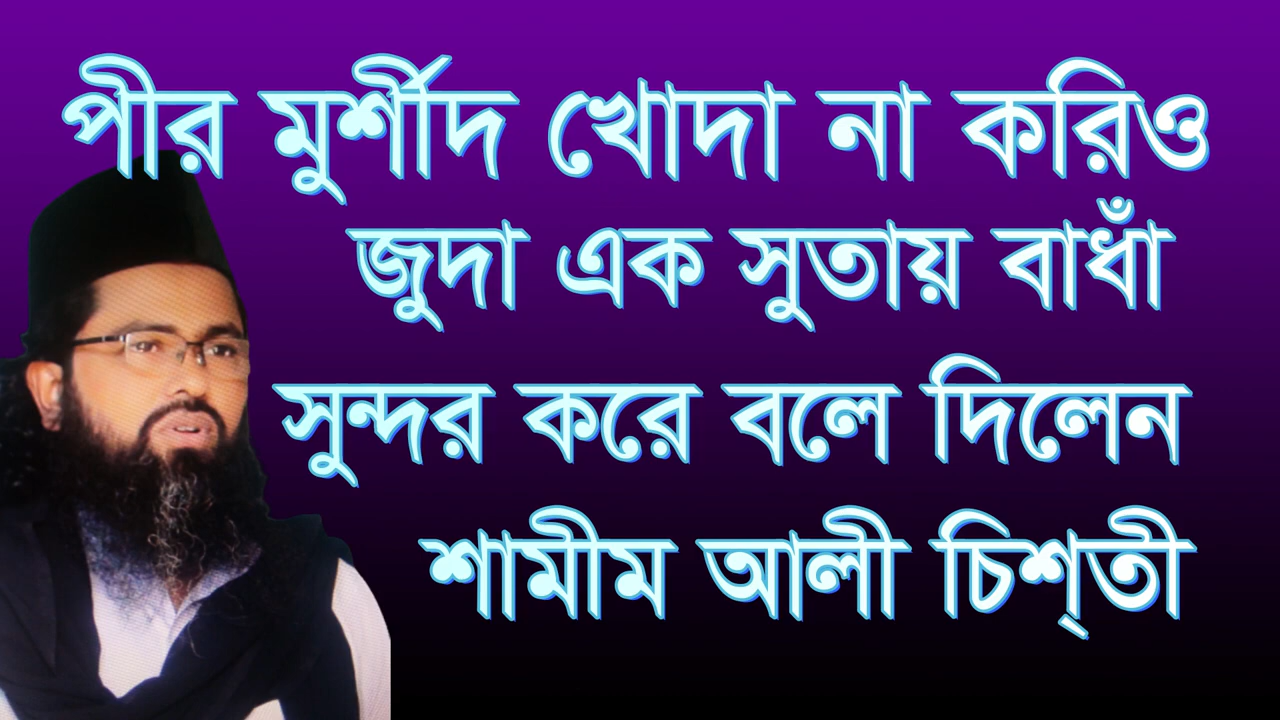 পীর মুর্শীদ খোদা না করিও
জুদা এক সুতায় বাধাঁ
সুন্দর করে বলে দিলেন
শামীম আলী চিশ্‌তী